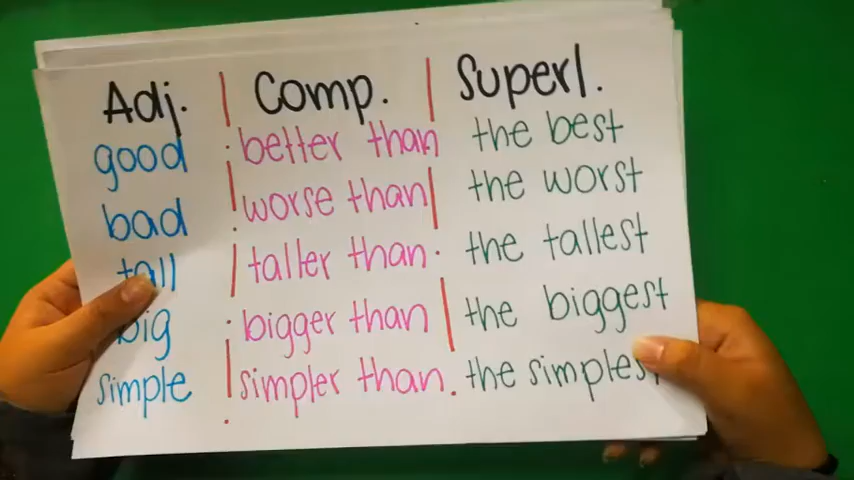 Adj. Comp. Superl.
good better than the best
bad worse than the worst
tall taller than the tallest
big bigger than the biggest
simple simpler than the simplest